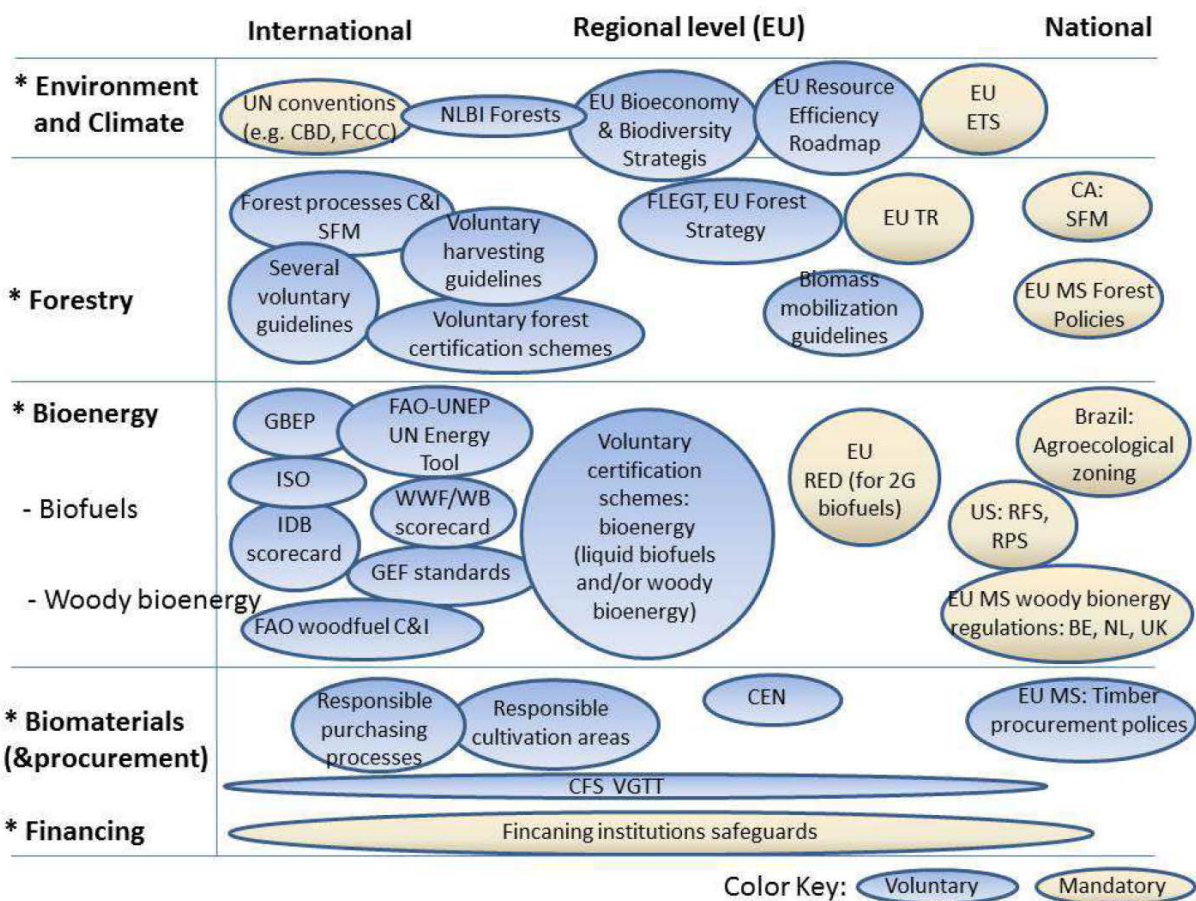 International
Regional level (EU)
National
* Environment
and Climate
UN conventions
(e.g. CBD, FCCC)
NLBI Forests
EU Bioeconomy
& Biodiversity
Strategis
EU Resource
Efficiency
Roadmap
EU
ETS
* Forestry
Forest processes C&I
SFM
Voluntary
harvesting
guidelines
Several
voluntary
guidelines
Voluntary forest
certification schemes
FLEGT, EU Forest
Strategy
EU TR
Biomass
mobilization
guidelines
CA:
SFM
EU MS Forest
Policies
* Bioenergy
- Biofuels
- Woody bioenergy
GBEP
FAO-UNEP
UN Energy
Tool
ISO
WWF/WB
scorecard
IDB
scorecard
GEF standards
FAO woodfuel C&I
Voluntary
certification
schemes:
bioenergy
(liquid biofuels
and/or woody
bioenergy)
EU
RED (for 2G
biofuels)
Brazil:
Agroecological
zoning
US: RFS,
RPS
EU MS woody bionergy
regulations: BE, NL, UK
* Biomaterials
(&procurement)
Responsible
purchasing
processes
Responsible
cultivation areas
CEN
EU MS: Timber
procurement polices
CFS VGTT
* Financing
Fincaning institutions safeguards
Color Key:
Voluntary
Mandatory